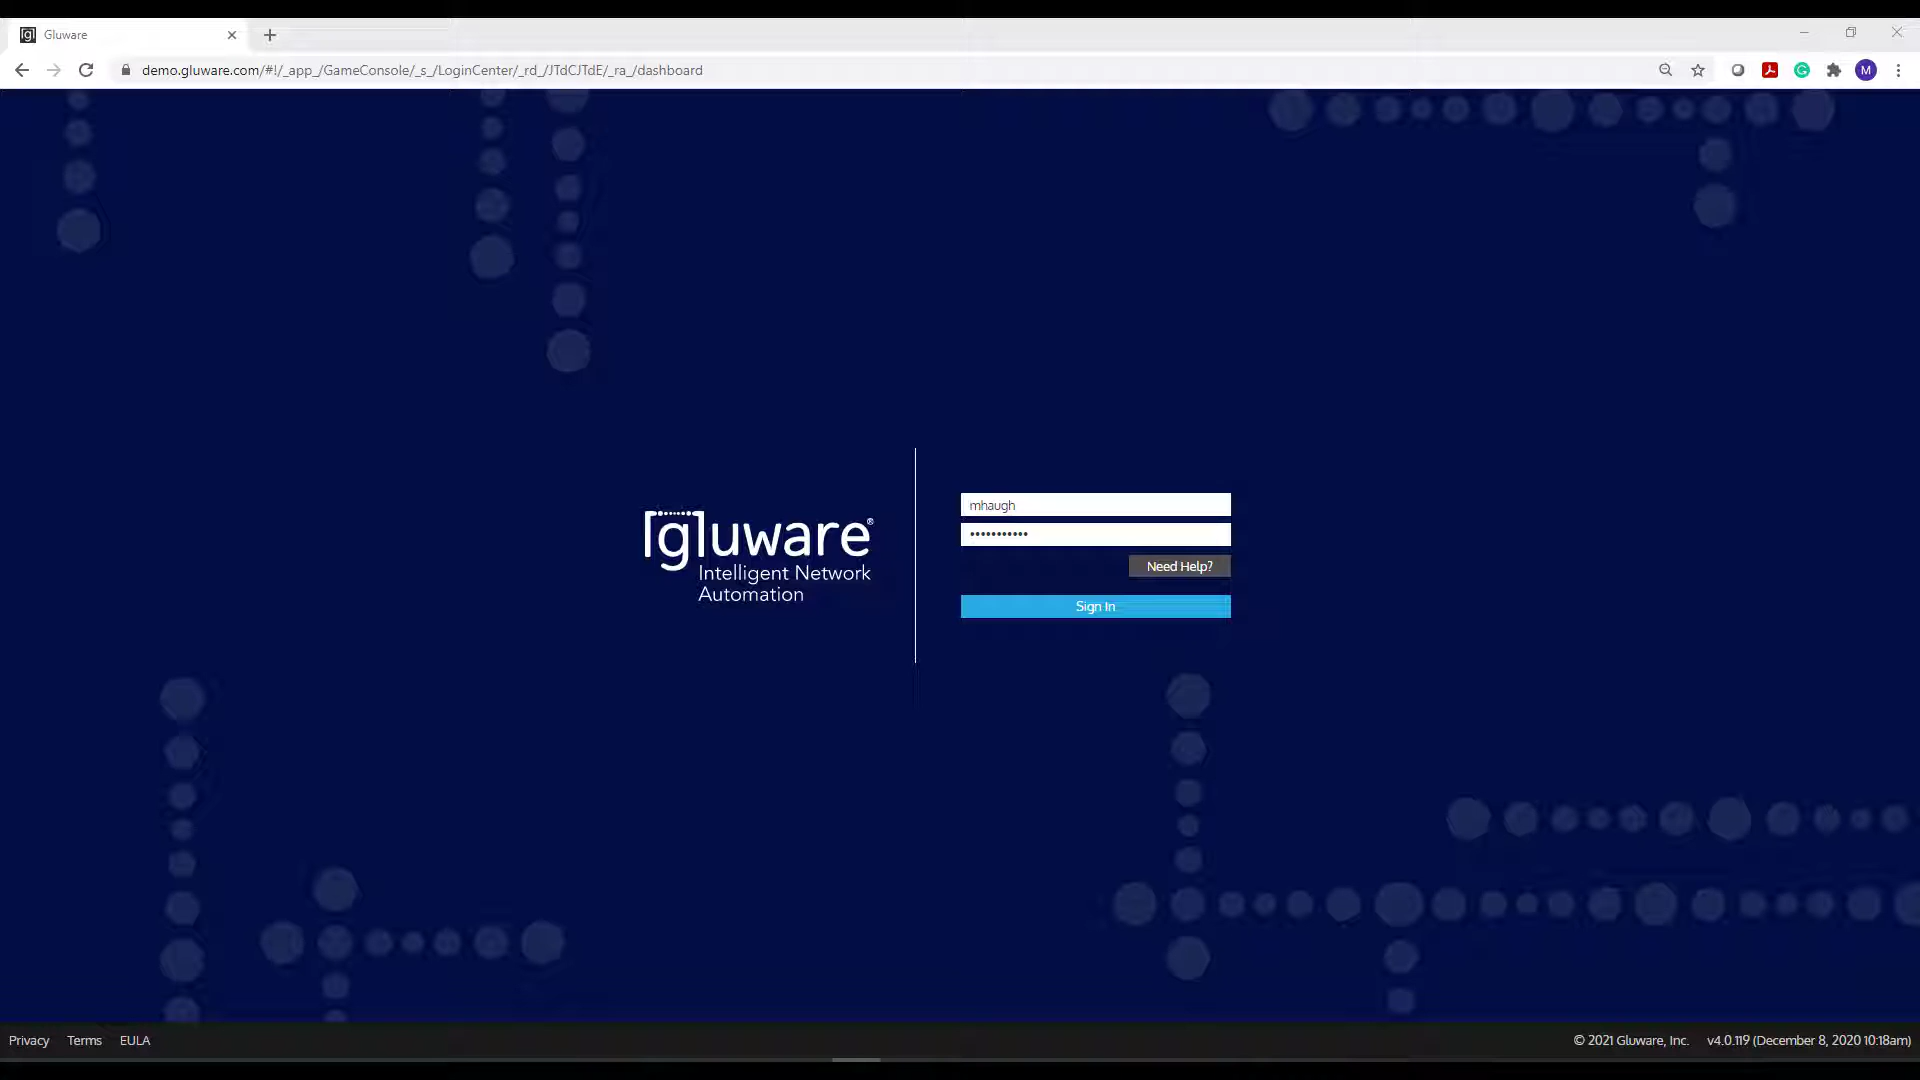 Gluware
demo.gluware.com/#!/_app_/GameConsole/_s_/LoginCenter/_rd_/JTdCJTdE/_ra_/dashboard
M
[g]luware®
Intelligent Network
Automation
mhaugh
•••••••••••
Need Help?
Sign In
Privacy Terms EULA
© 2021 Gluware, Inc. v4.0.119 (December 8, 2020 10:18am)